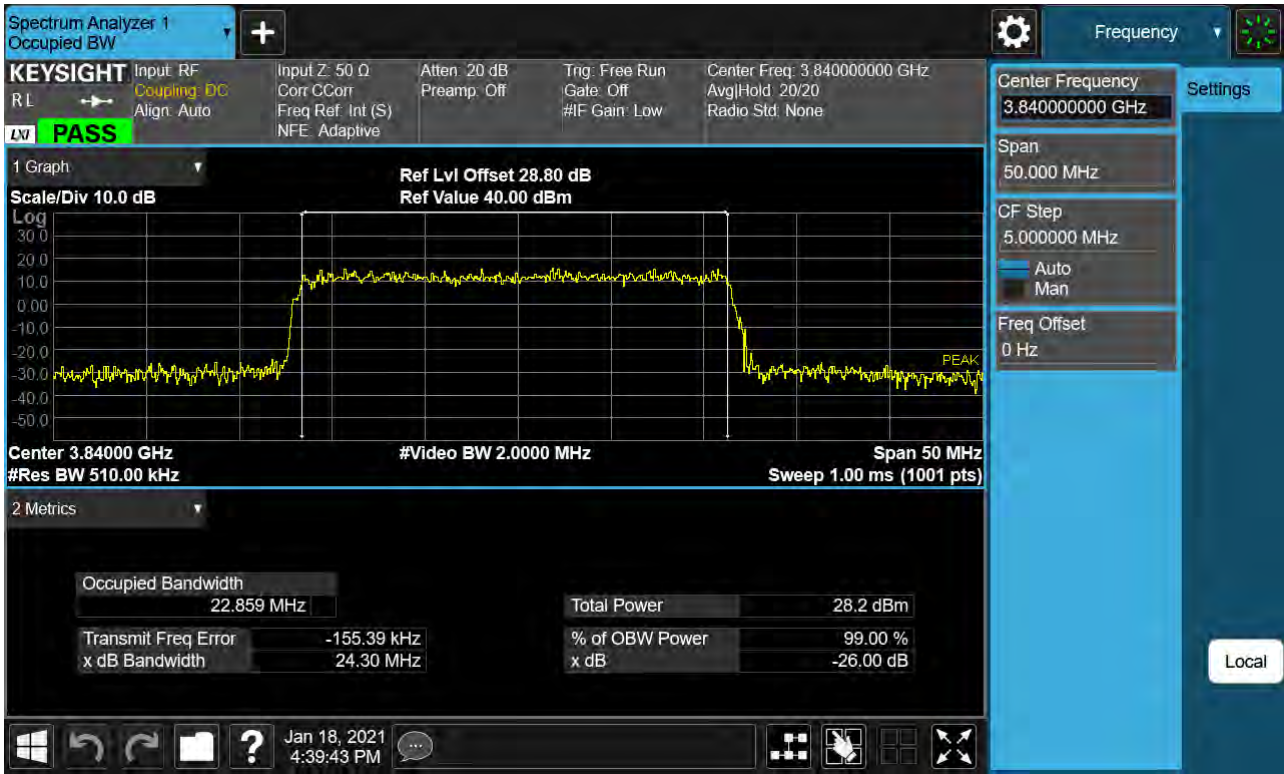 Spectrum Analyzer 1
Occupied BW
+
Frequency
KEYSIGHT Input: RF Input Z: 50 Ω Atten: 20 dB Trig: Free Run Center Freq: 3.840000000 GHz
RL Coupling: DC Corr CCorr Preamp: Off Gate: Off Avg|Hold: 20/20
Align: Auto Freq Ref: Int (S) #IF Gain: Low Radio Std: None
LXI PASS NFE: Adaptive
Center Frequency
3.840000000 GHz
Settings
Span
50.000 MHz
CF Step
5.000000 MHz
Auto
Man
Freq Offset
0 Hz
1 Graph
Ref Lvl Offset 28.80 dB
Scale/Div 10.0 dB Ref Value 40.00 dBm
Log
30.0
20.0
10.0
0.00
-10.0
-20.0
PEAK
-30.0
-40.0
-50.0
Center 3.84000 GHz #Video BW 2.0000 MHz Span 50 MHz
#Res BW 510.00 kHz Sweep 1.00 ms (1001 pts)
2 Metrics
Occupied Bandwidth
22.859 MHz Total Power 28.2 dBm
Transmit Freq Error -155.39 kHz % of OBW Power 99.00 %
x dB Bandwidth 24.30 MHz x dB -26.00 dB
Local
?
Jan 18, 2021
4:39:43 PM